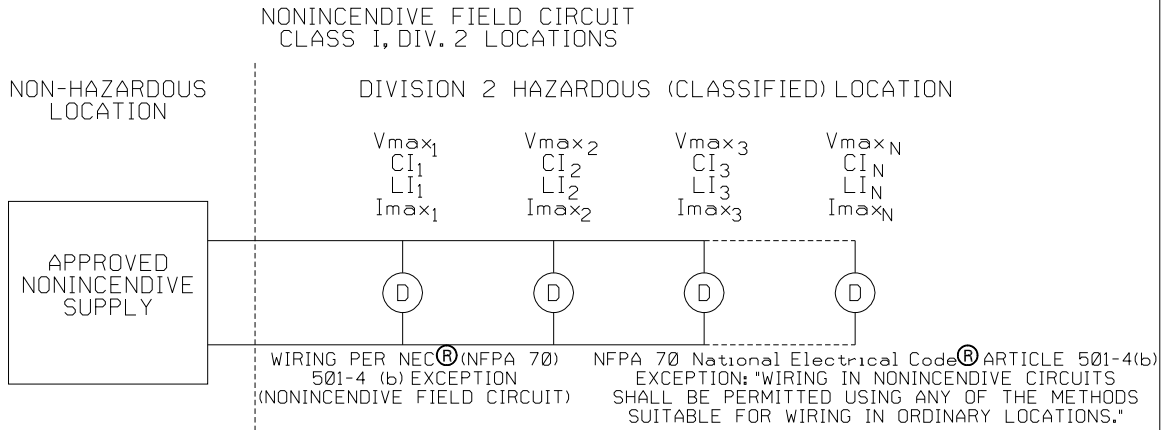 NONINCENDIVE FIELD CIRCUIT
CLASS I, DIV. 2 LOCATIONS
NON-HAZARDOUS
LOCATION
DIVISION 2 HAZARDOUS (CLASSIFIED) LOCATION
Vmax1 Vmax2 Vmax3 VmaxN
CI1 CI2 CI3 CIN
LI1 LI2 LI3 LIN
Imax1 Imax2 Imax3 ImaxN
APPROVED
NONINCENDIVE
SUPPLY
D D D D
WIRING PER NEC® (NFPA 70)
501-4 (b) EXCEPTION
(NONINCENDIVE FIELD CIRCUIT)
NFPA 70 National Electrical Code® ARTICLE 501-4(b)
EXCEPTION: "WIRING IN NONINCENDIVE CIRCUITS
SHALL BE PERMITTED USING ANY OF THE METHODS
SUITABLE FOR WIRING IN ORDINARY LOCATIONS."